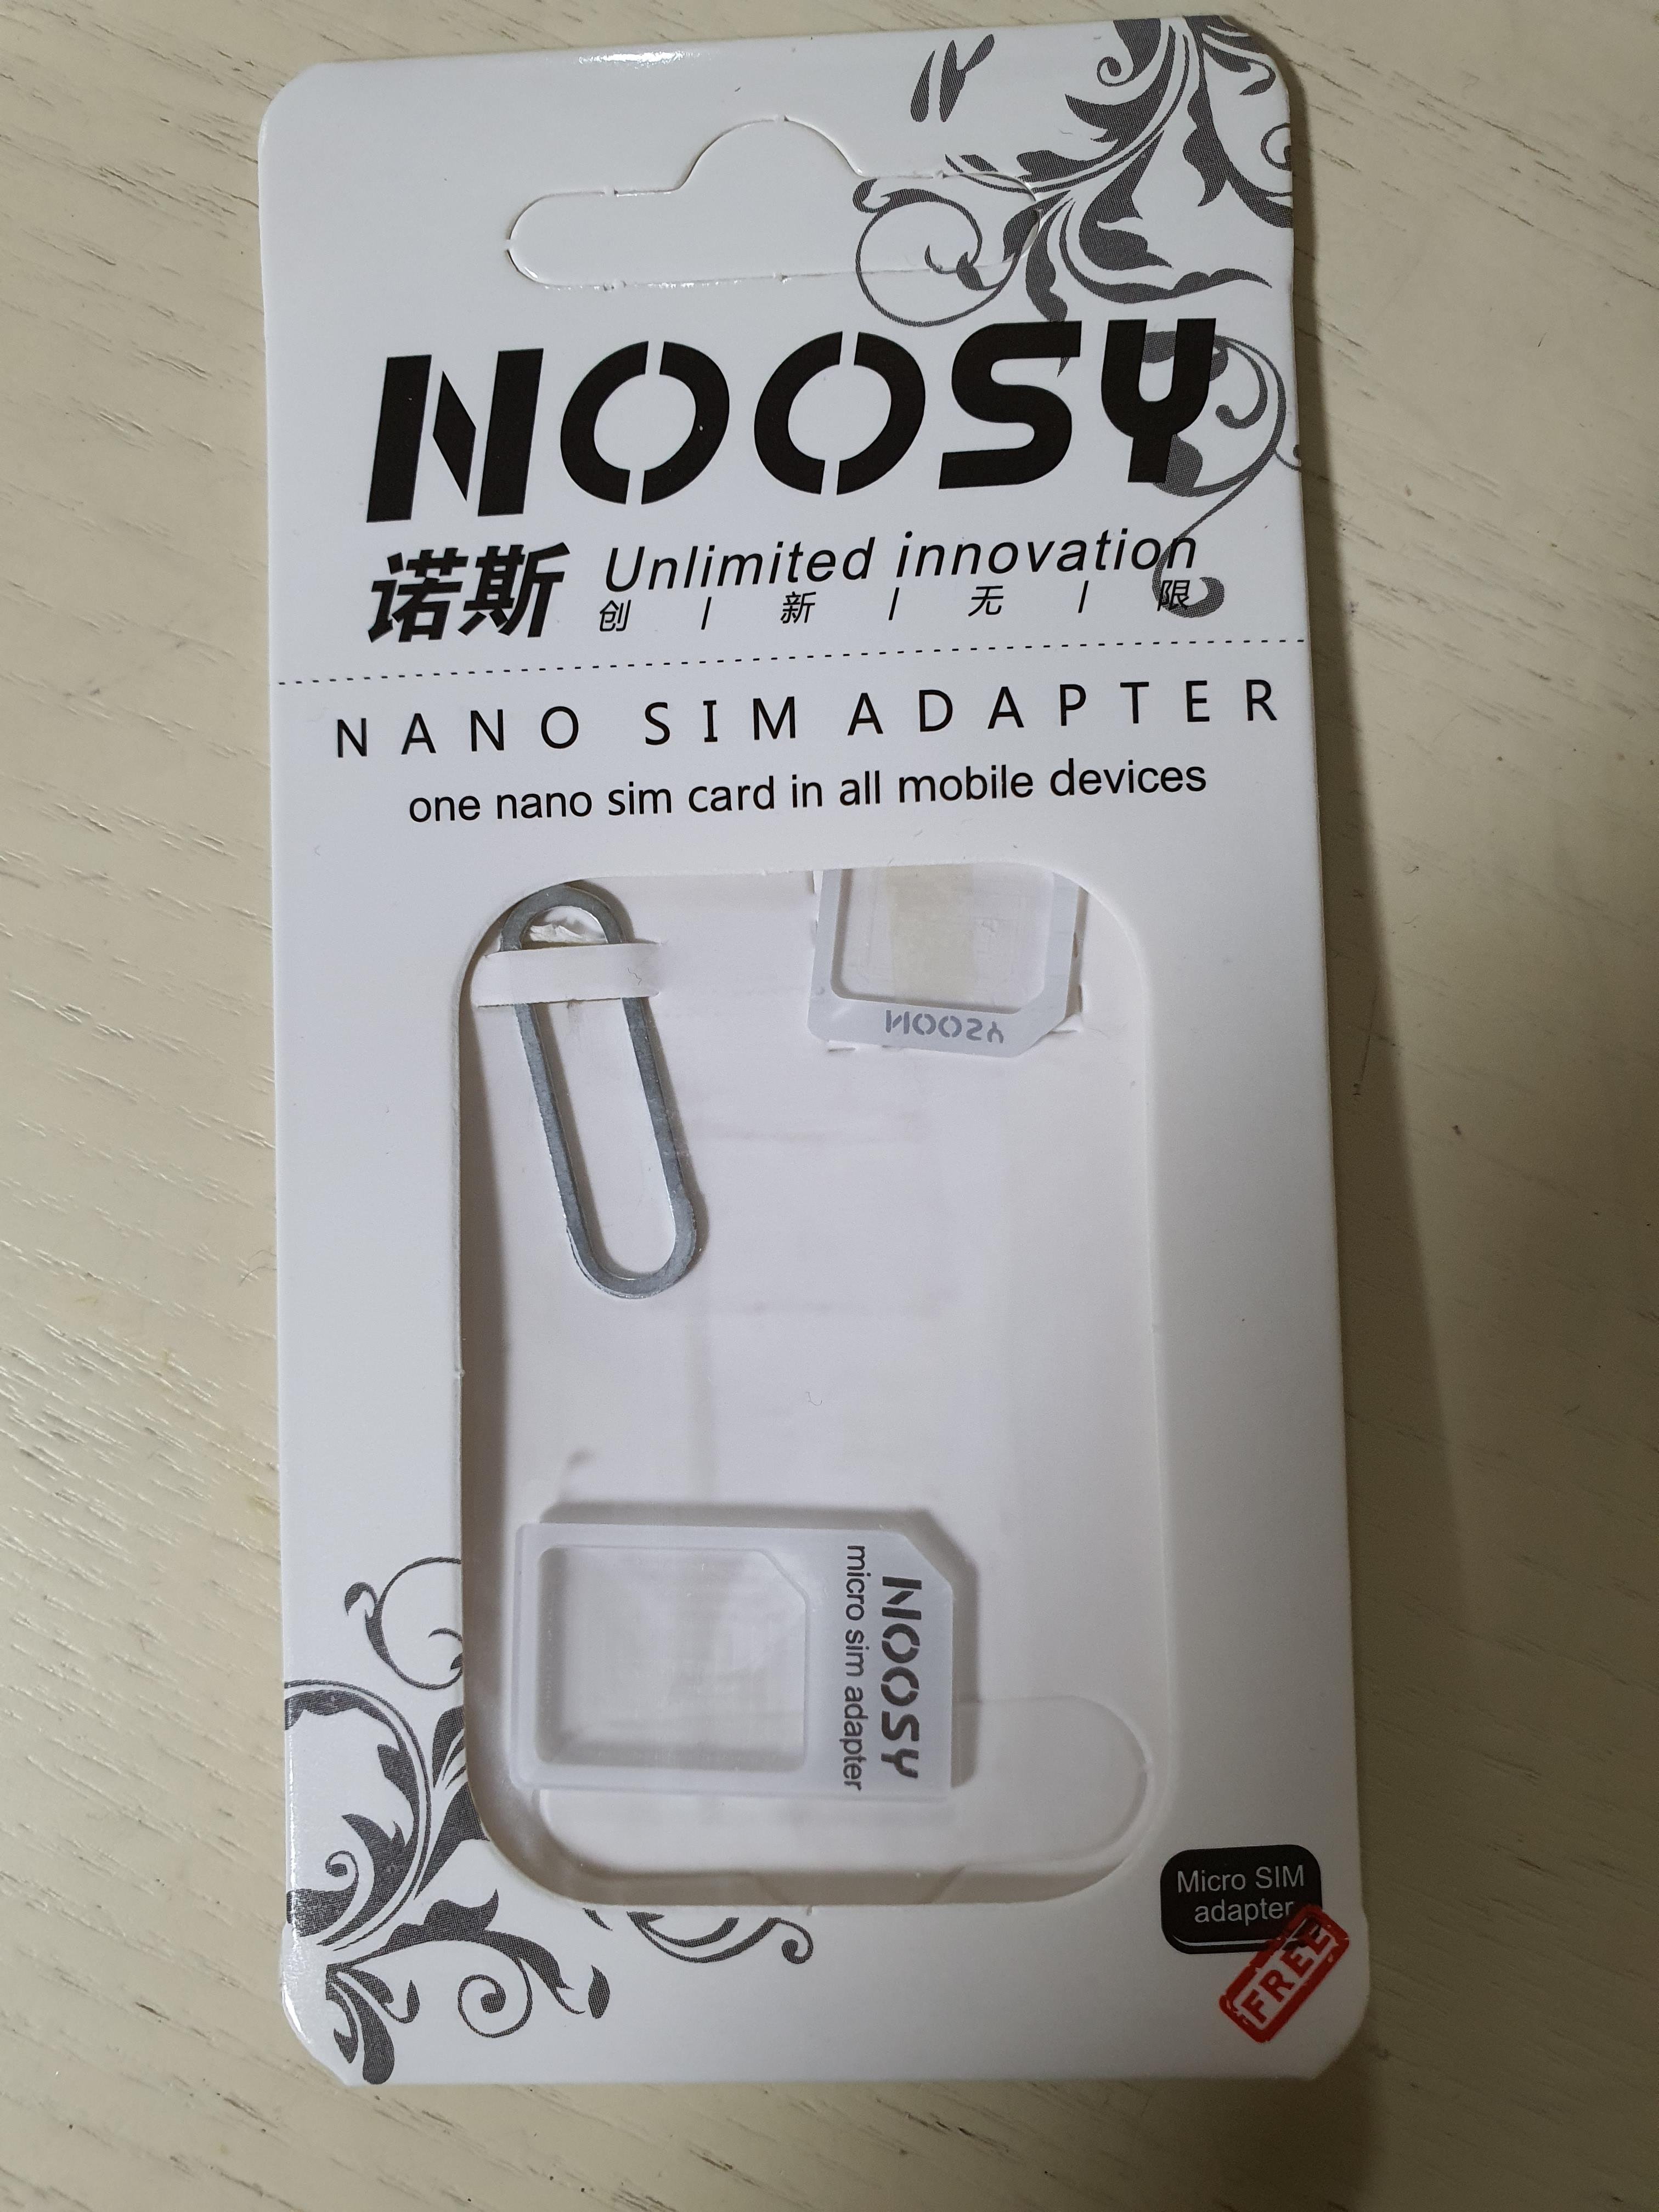 NOOSY
诺斯 Unlimited innovation
创 | 新 | 无 | 限
NANO SIM ADAPTER
one nano sim card in all mobile devices
NOOSY
NOOSY
micro sim adapter
Micro SIM
adapter
FREE